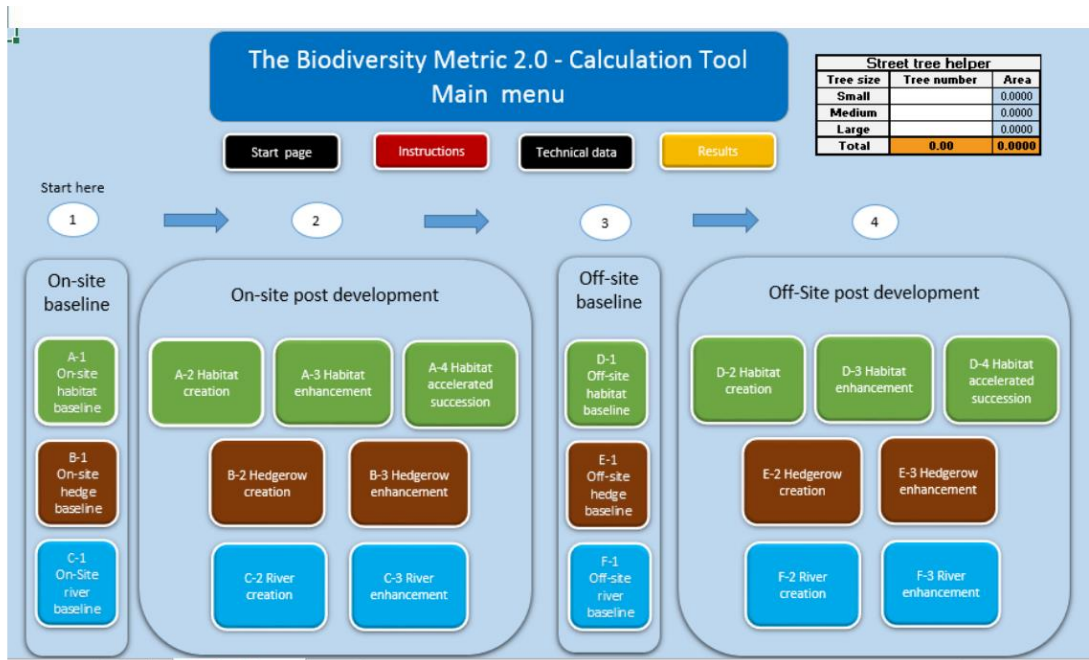 The Biodiversity Metric 2.0 - Calculation Tool
Main menu
Street tree helper
Tree size Tree number Area
Small 0.0000
Medium 0.0000
Large 0.0000
Total 0.00 0.0000
Start page
Instructions
Technical data
Results
Start here
1
2
3
4
On-site
baseline
A-1
On-site
habitat
baseline
B-1
On-site
hedge
baseline
C-1
On-Site
river
baseline
On-site post development
A-2 Habitat
creation
A-3 Habitat
enhancement
A-4 Habitat
accelerated
succession
B-2 Hedgerow
creation
B-3 Hedgerow
enhancement
C-2 River
creation
C-3 River
enhancement
Off-site
baseline
D-1
Off-site
habitat
baseline
E-1
Off-site
hedge
baseline
F-1
Off-site
river
baseline
Off-Site post development
D-2 Habitat
creation
D-3 Habitat
enhancement
D-4 Habitat
accelerated
succession
E-2 Hedgerow
creation
E-3 Hedgerow
enhancement
F-2 River
creation
F-3 River
enhancement